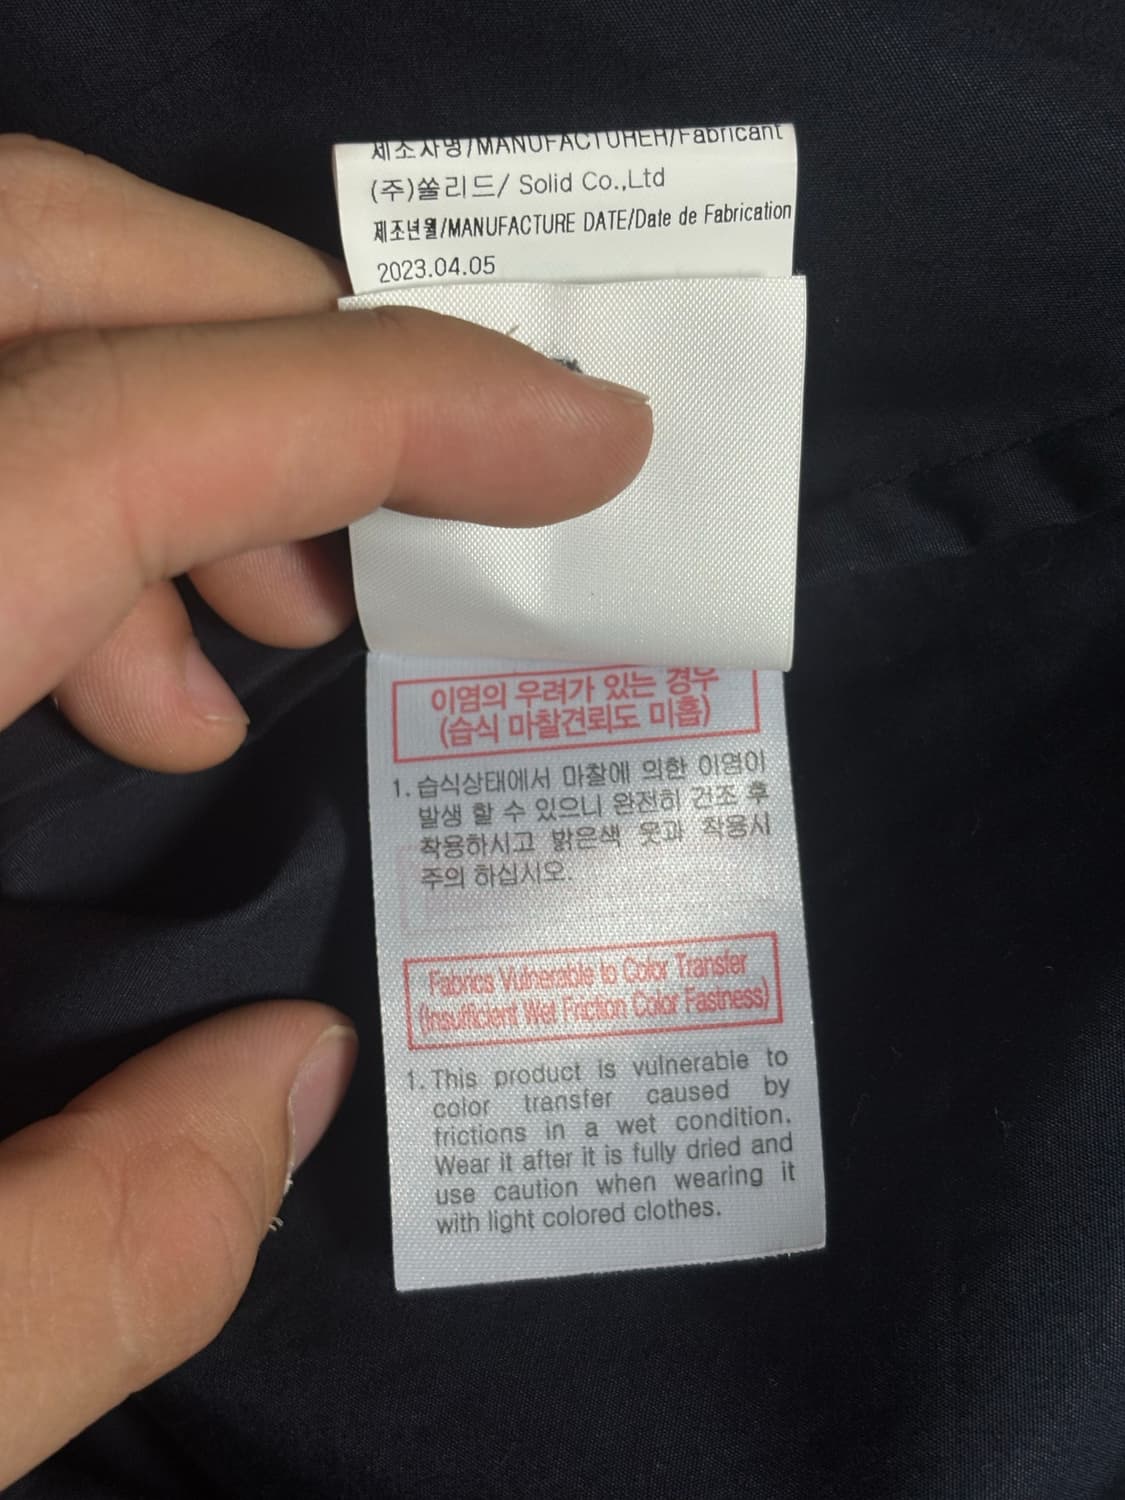 제조사명/MANUFACTURER/Fabricant
(주)쏠리드/ Solid Co.,Ltd
제조년월/MANUFACTURE DATE/Date de Fabrication
2023.04.05
이염의 우려가 있는 경우
(습식 마찰견뢰도 미흡)
1. 습식상태에서 마찰에 의한 이염이
발생 할 수 있으니 완전히 건조 후
착용하시고 밝은색 옷과 착용시
주의 하십시오.
Fabrics Vulnerable to Color Transfer
(Insufficient Wet Friction Color Fastness)
1. This product is vulnerable to
color transfer caused by
frictions in a wet condition.
Wear it after it is fully dried and
use caution when wearing it
with light colored clothes.